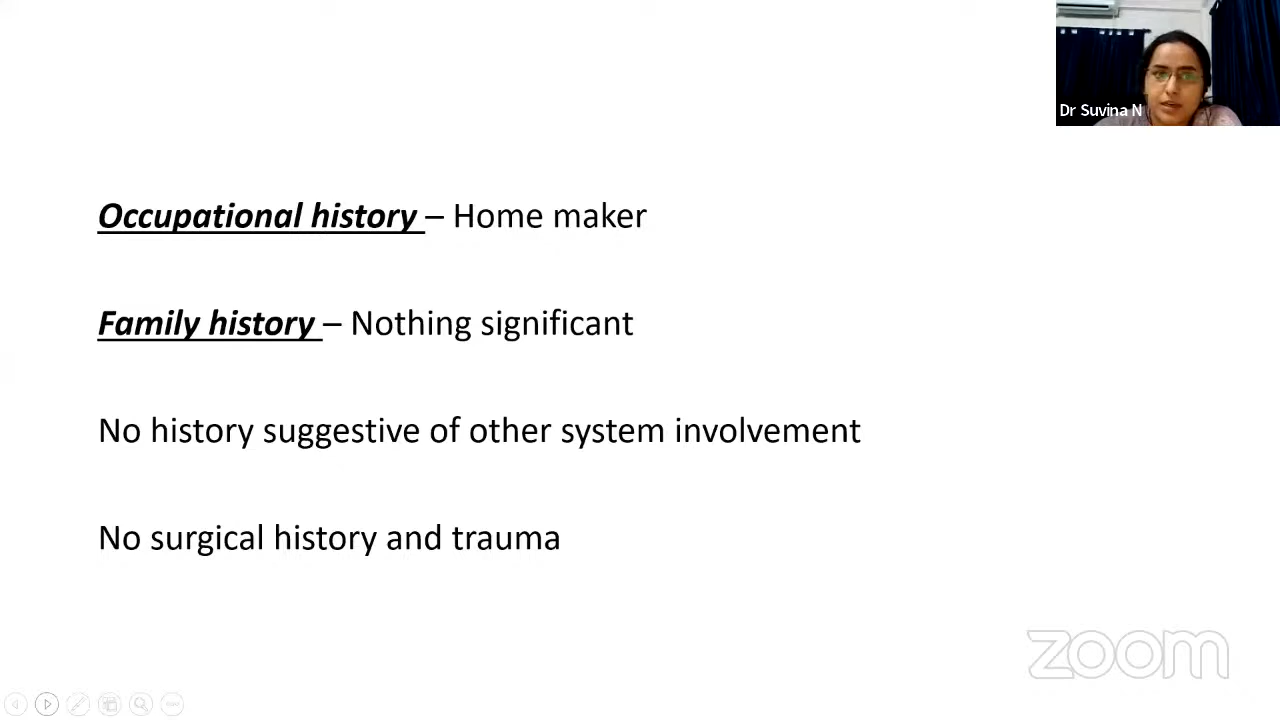 Dr Suvina N
Occupational history – Home maker
Family history – Nothing significant
No history suggestive of other system involvement
No surgical history and trauma
zoom